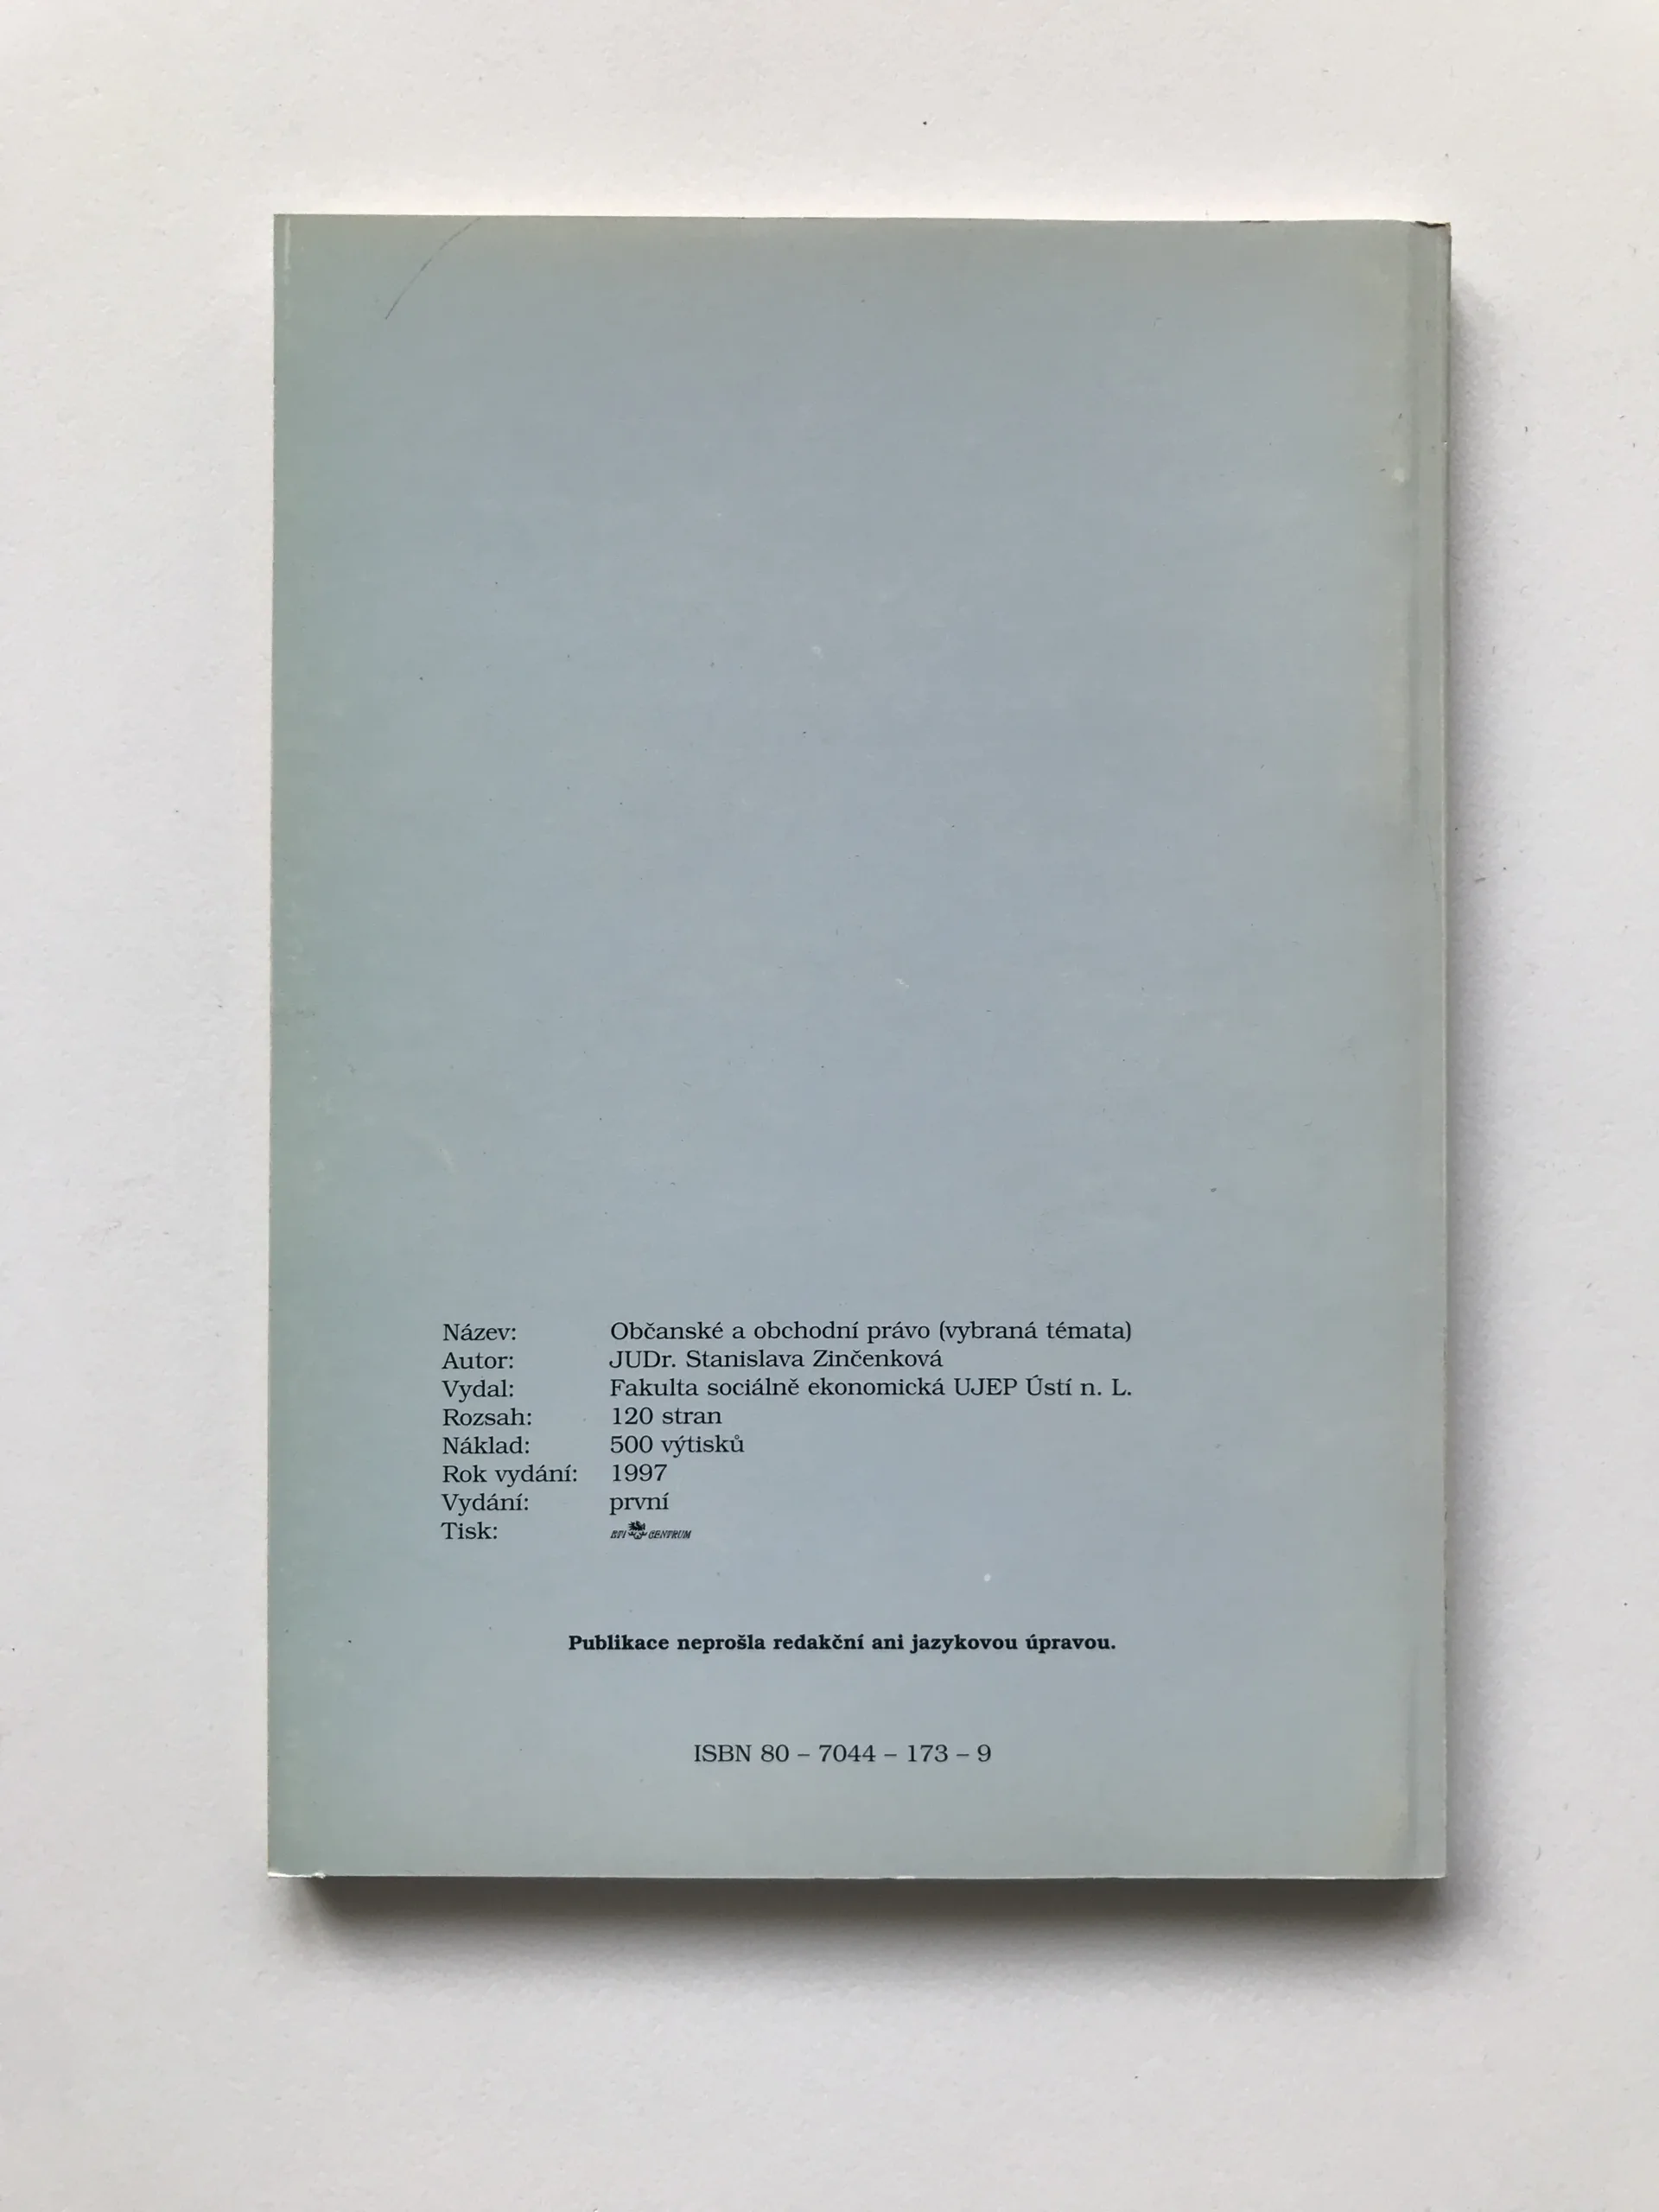 Název: Občanské a obchodní právo (vybraná témata)
Autor: JUDr. Stanislava Zinčenková
Vydal: Fakulta sociálně ekonomická UJEP Ústí n. L.
Rozsah: 120 stran
Náklad: 500 výtisků
Rok vydání: 1997
Vydání: první
Tisk: CENTRUM
Publikace neprošla redakční ani jazykovou úpravou.
ISBN 80 – 7044 – 173 – 9